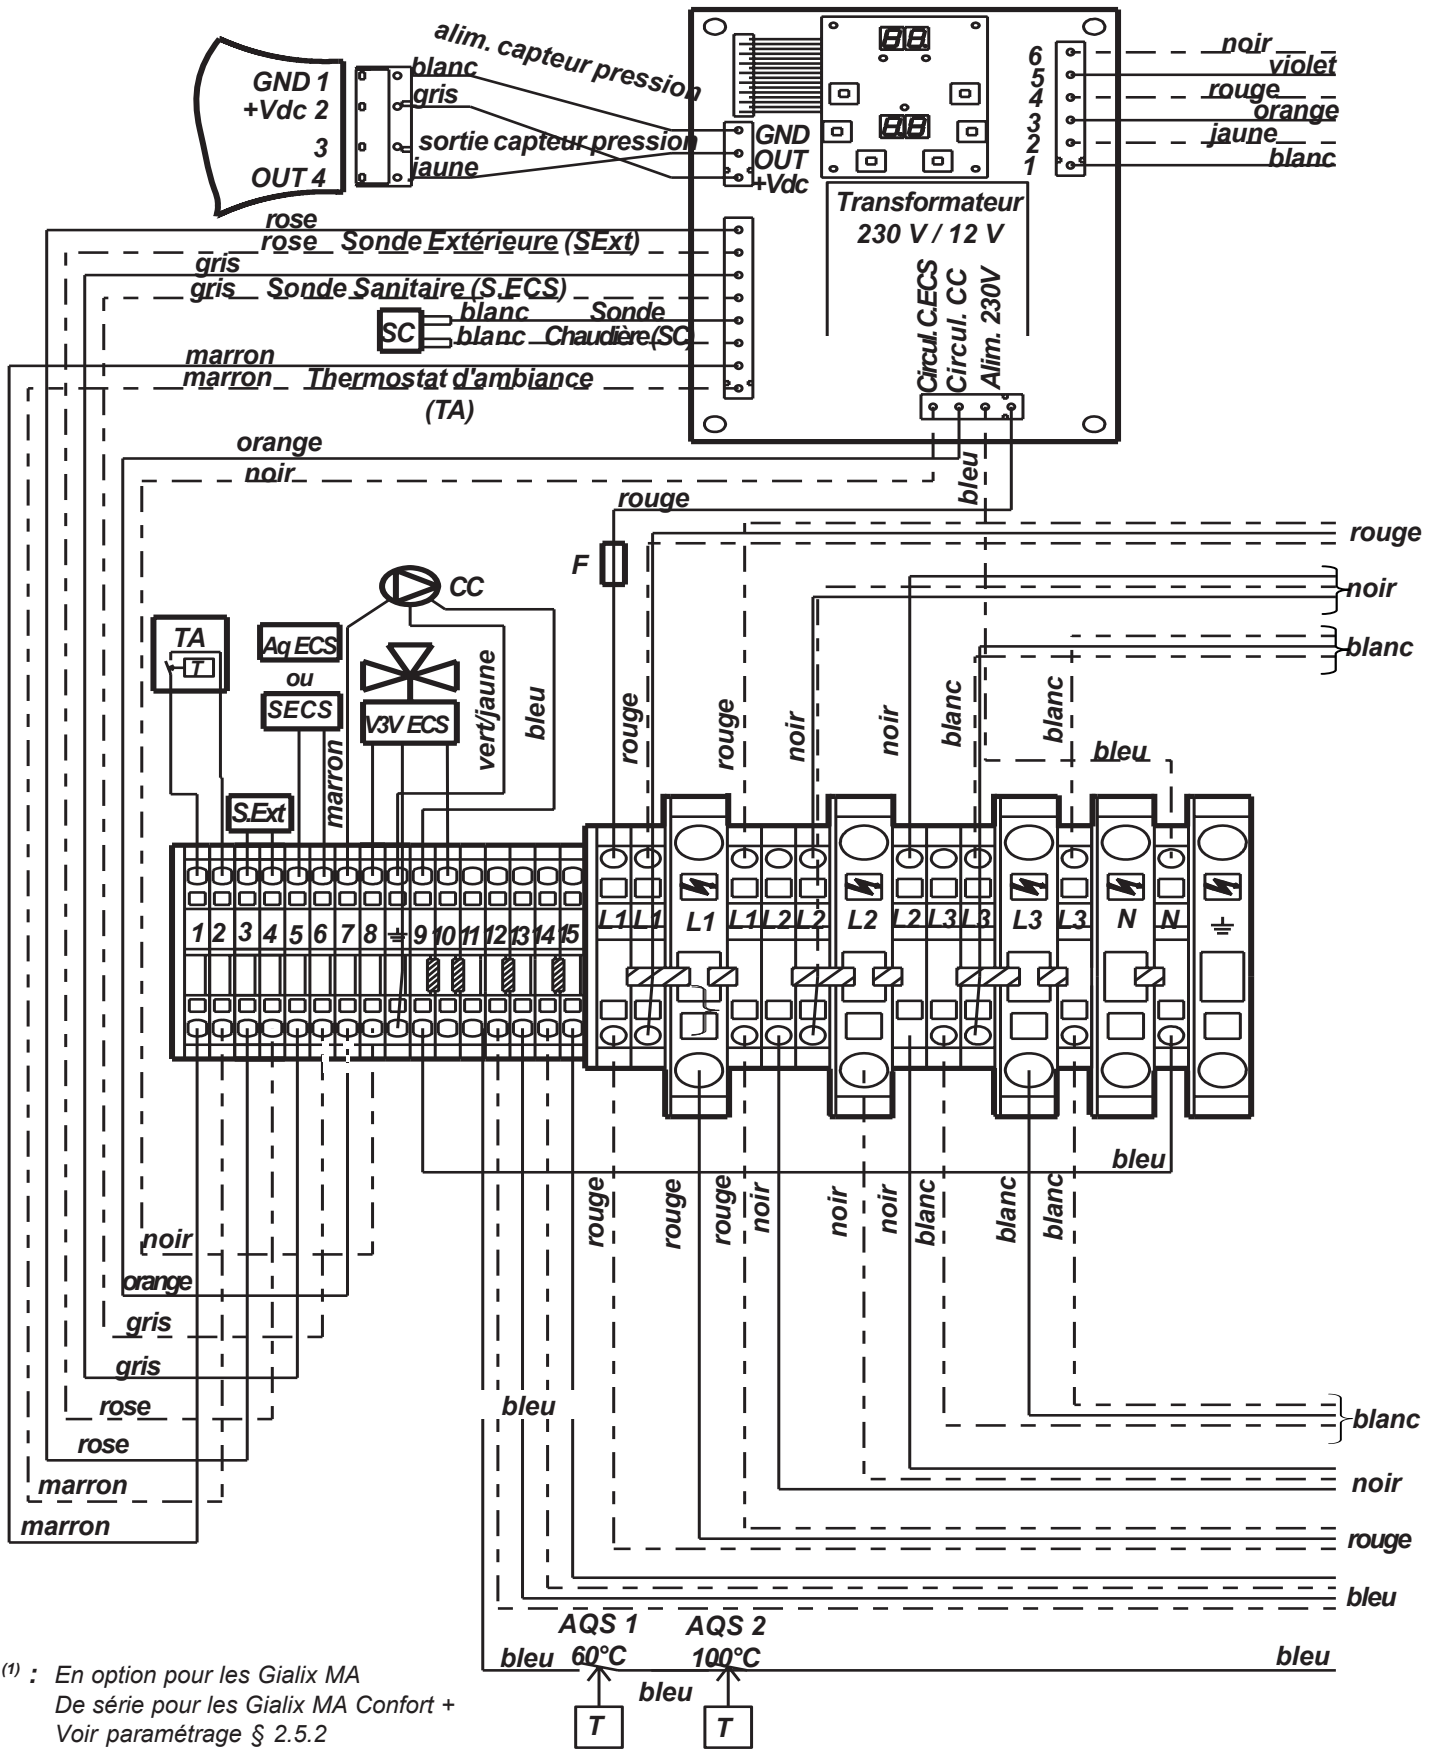 alim. capteur pression
GND 1
+Vdc 2
3
OUT 4
blanc
gris
sortie capteur pression
jaune
GND
OUT
+Vdc
6
5
4
3
2
1
noir
violet
rouge
orange
jaune
blanc
Transformateur
230 V / 12 V
Circul. C.ECS
Circul. CC
Alim. 230V
rose
rose Sonde Extérieure (SExt)
gris
gris Sonde Sanitaire (S.ECS)
SC
blanc Sonde
blanc Chaudière(SC)
marron
marron Thermostat d'ambiance
(TA)
orange
noir
bleu
rouge
F
rouge
noir
blanc
CC
TA
T
Aq ECS
ou
SECS
V3V ECS
S.Ext
marron
vert/jaune
bleu
rouge
rouge
noir
noir
blanc
blanc
bleu
1 2 3 4 5 6 7 8 9 10 11 12 13 14 15
L1 L1 L1 L1 L2 L2 L2 L2 L3 L3 L3 L3 N N
bleu
rouge
rouge
rouge
noir
noir
noir
blanc
blanc
blanc
noir
orange
gris
gris
rose
rose
marron
marron
bleu
blanc
noir
rouge
bleu
AQS 1
60°C
AQS 2
100°C
bleu
bleu
bleu
T
T
(1) : En option pour les Gialix MA
De série pour les Gialix MA Confort +
Voir paramétrage § 2.5.2